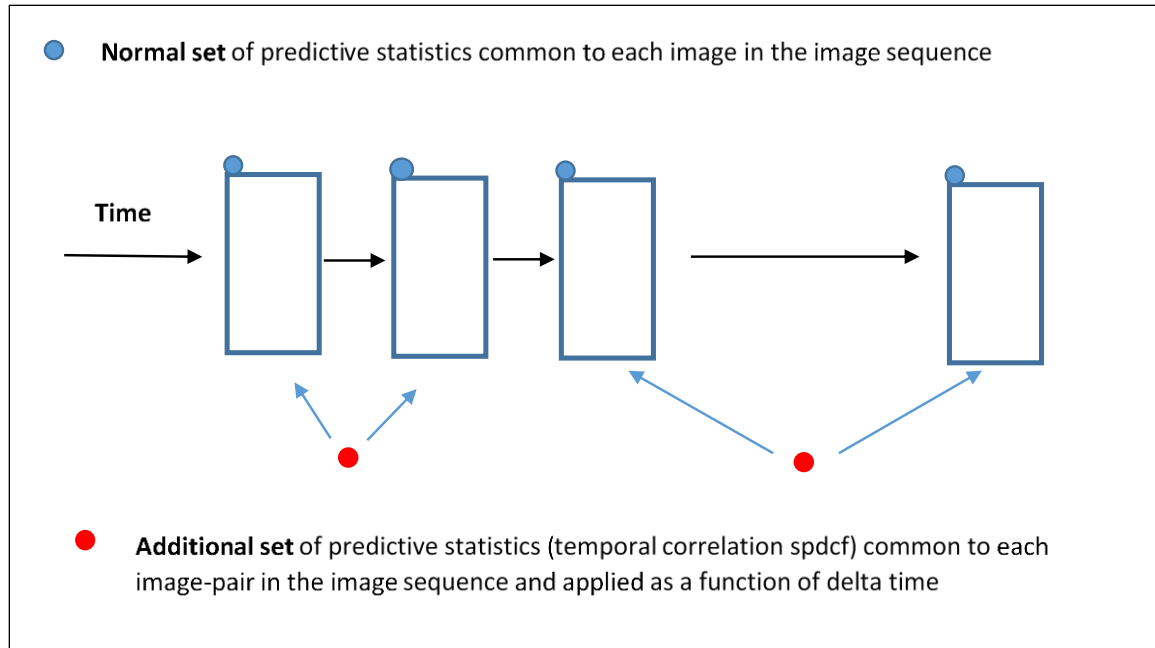 Normal set of predictive statistics common to each image in the image sequence
Time
Additional set of predictive statistics (temporal correlation spdcf) common to each
image-pair in the image sequence and applied as a function of delta time